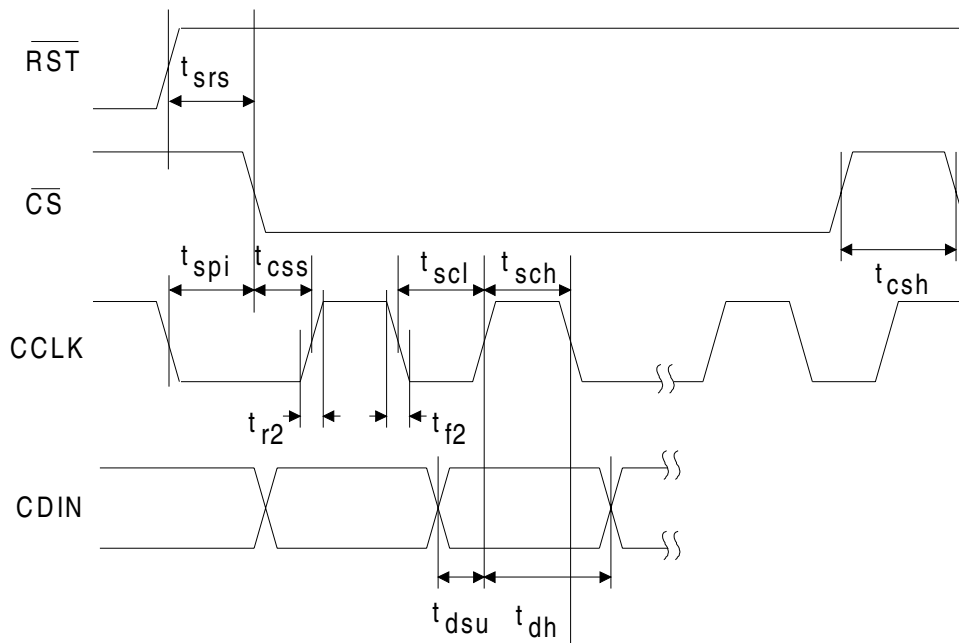 RST
t srs
CS
t spi
t css
t scl
t sch
t csh
CCLK
t r2
t f2
CDIN
t dsu
t dh